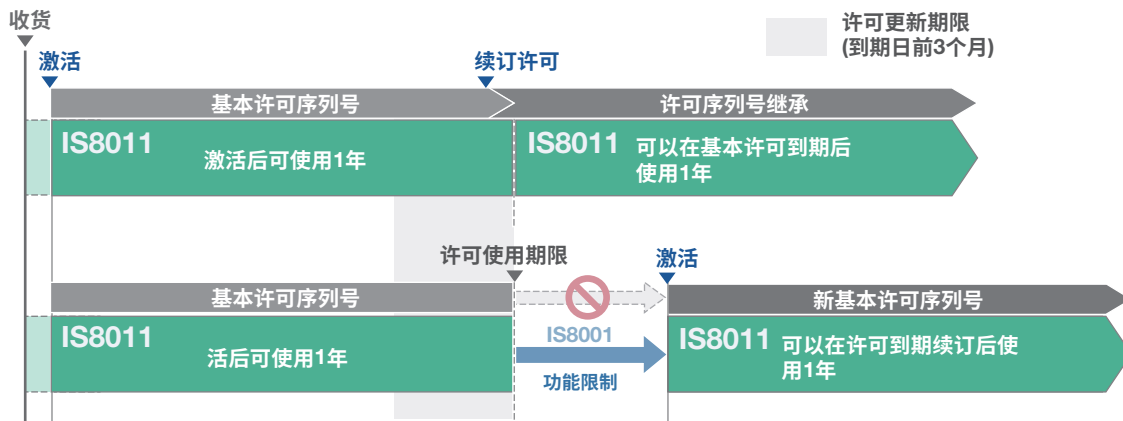 收货
许可更新期限
(到期日前3个月)
激活
续订许可
基本许可序列号
许可序列号继承
IS8011
激活后可使用1年
IS8011
可以在基本许可到期后
使用1年
许可使用期限
激活
基本许可序列号
新基本许可序列号
IS8011
活后可使用1年
IS8001
功能限制
IS8011
可以在许可到期续订后使
用1年